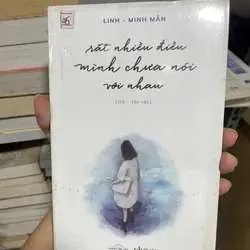 LINH - MINH MẪN
rất nhiều điều
mình chưa nói
với nhau